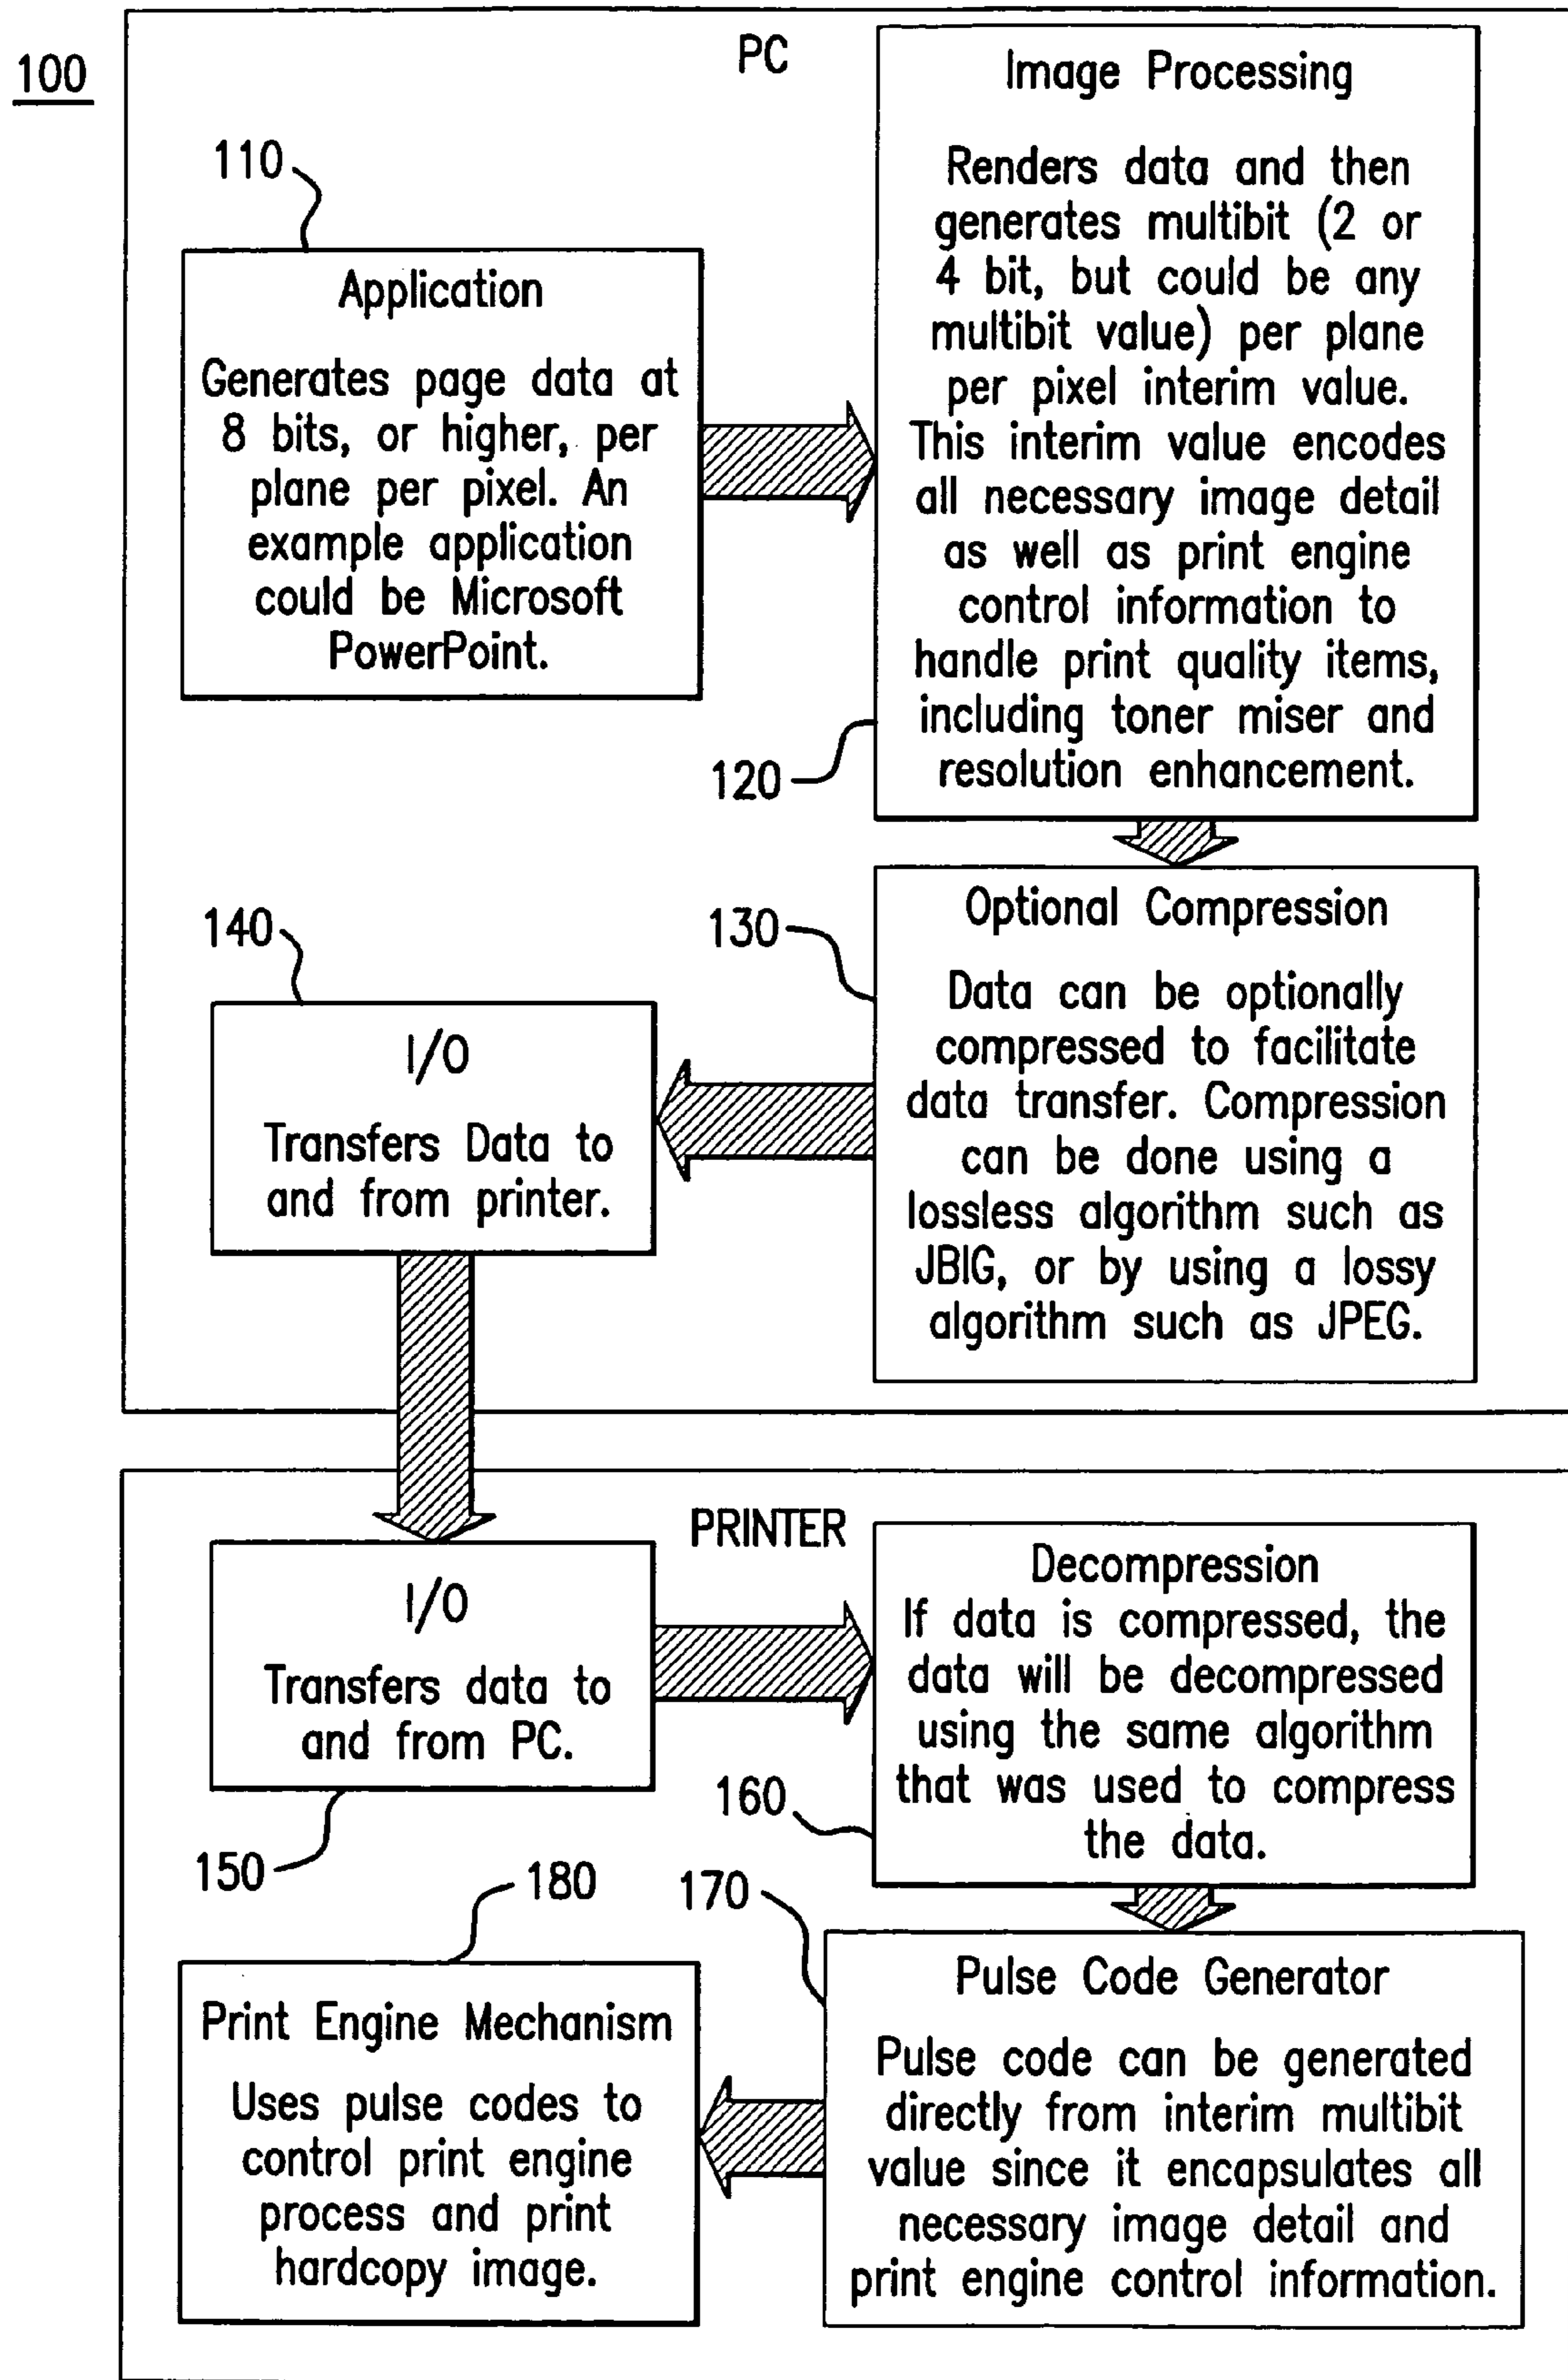 100
PC
110
Application
Generates page data at
8 bits, or higher, per
plane per pixel. An
example application
could be Microsoft
PowerPoint.
Image Processing
Renders data and then
generates multibit (2 or
4 bit, but could be any
multibit value) per plane
per pixel interim value.
This interim value encodes
all necessary image detail
as well as print engine
control information to
handle print quality items,
including toner miser and
resolution enhancement.
120
130
Optional Compression
Data can be optionally
compressed to facilitate
data transfer. Compression
can be done using a
lossless algorithm such as
JBIG, or by using a lossy
algorithm such as JPEG.
140
I/O
Transfers Data to
and from printer.
PRINTER
I/O
Transfers data to
and from PC.
150
Decompression
If data is compressed, the
data will be decompressed
using the same algorithm
that was used to compress
the data.
160
170
Pulse Code Generator
Pulse code can be generated
directly from interim multibit
value since it encapsulates all
necessary image detail and
print engine control information.
180
Print Engine Mechanism
Uses pulse codes to
control print engine
process and print
hardcopy image.